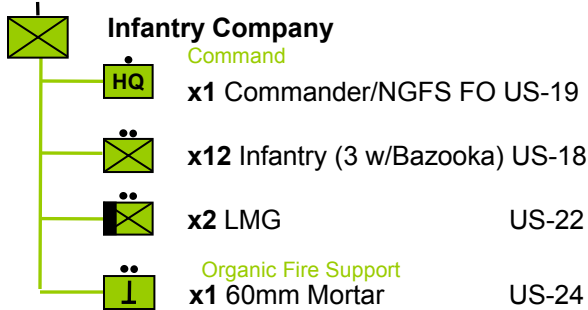 Infantry Company
Command
HQ
x1 Commander/NGFS FO US-19
x12 Infantry (3 w/Bazooka) US-18
x2 LMG US-22
Organic Fire Support
x1 60mm Mortar US-24